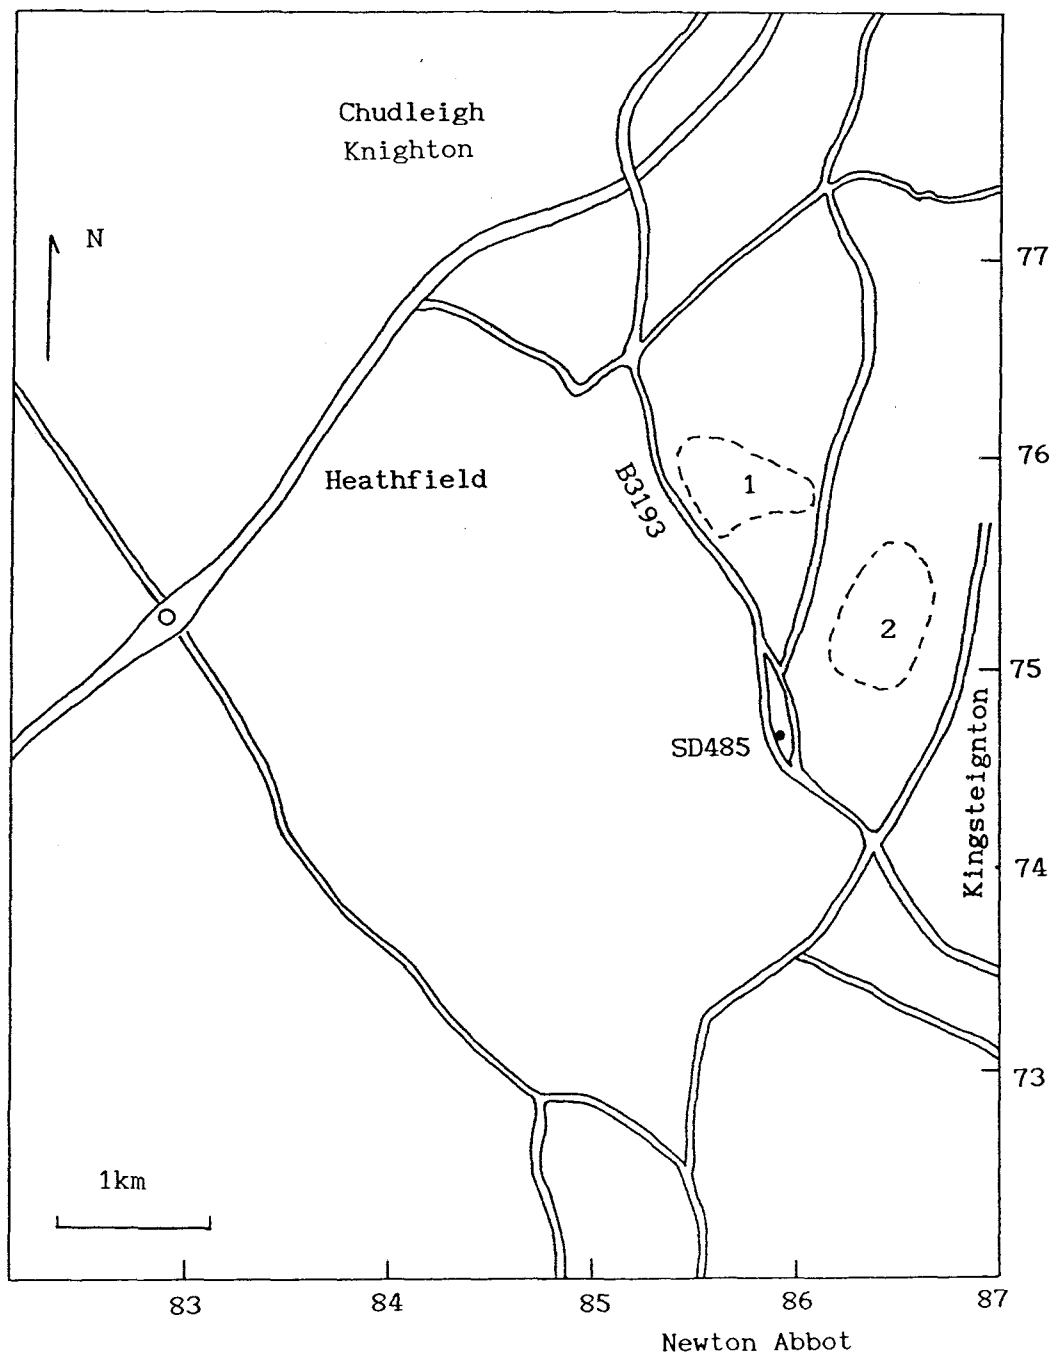 Chudleigh
Knighton
N
77
76
Heathfield
B3193
1
2
75
SD485
Kingsteignton
74
73
1km
83
84
85
86
87
Newton Abbot